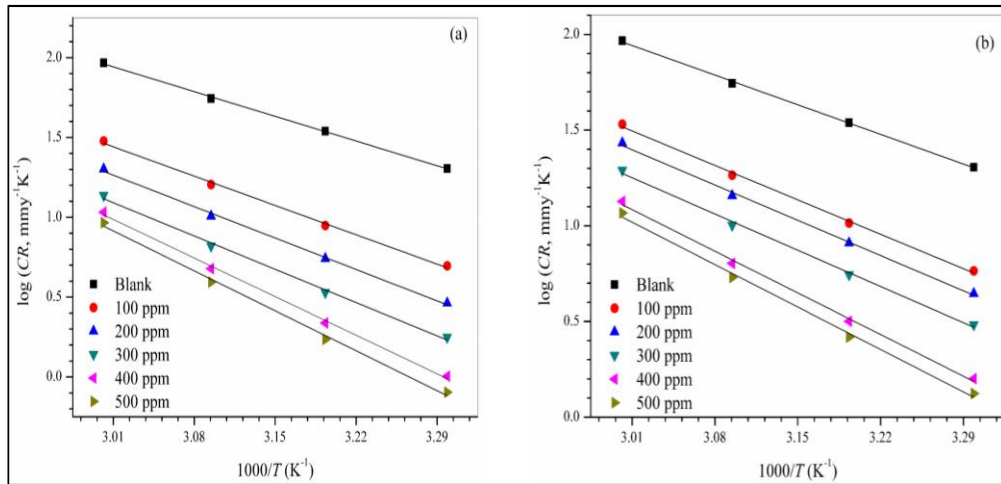 (a)
2.0
1.5
1.0
0.5
0.0
log (CR, mmy⁻¹K⁻¹)
Blank
100 ppm
200 ppm
300 ppm
400 ppm
500 ppm
3.01 3.08 3.15 3.22 3.29
1000/T (K⁻¹)
(b)
2.0
1.5
1.0
0.5
0.0
log (CR, mmy⁻¹K⁻¹)
Blank
100 ppm
200 ppm
300 ppm
400 ppm
500 ppm
3.01 3.08 3.15 3.22 3.29
1000/T (K⁻¹)